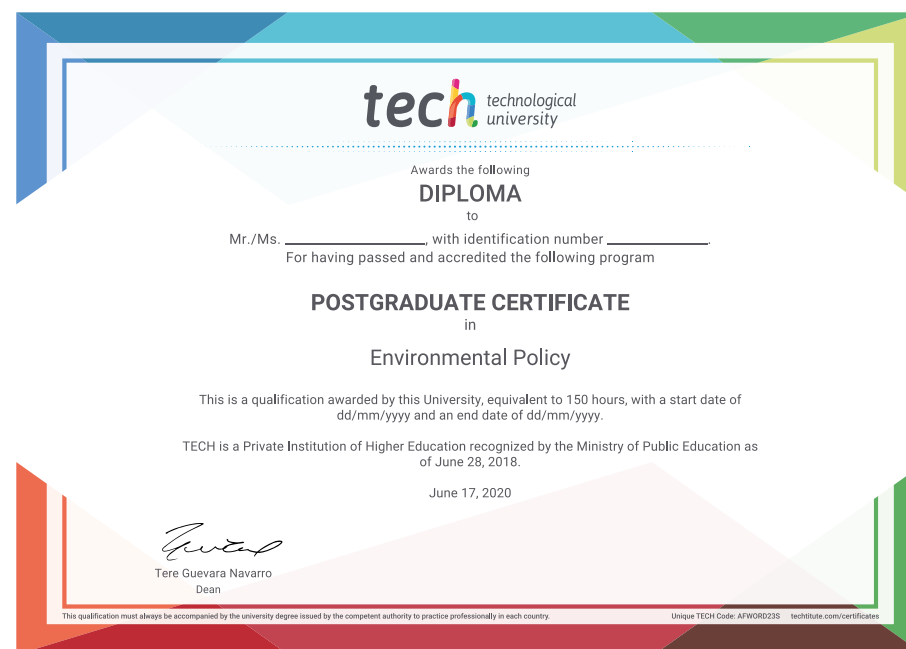 tech technological
university
Awards the following
DIPLOMA
to
Mr./Ms. ____________________, with identification number ______________.
For having passed and accredited the following program
POSTGRADUATE CERTIFICATE
in
Environmental Policy
This is a qualification awarded by this University, equivalent to 150 hours, with a start date of
dd/mm/yyyy and an end date of dd/mm/yyyy.
TECH is a Private Institution of Higher Education recognized by the Ministry of Public Education as
of June 28, 2018.
June 17, 2020
Tere Guevara Navarro
Dean
This qualification must always be accompanied by the university degree issued by the competent authority to practice professionally in each country. Unique TECH Code: AFWORD23S techtitute.com/certificates